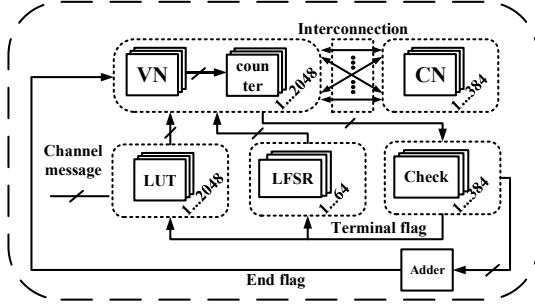 Interconnection
VN
coun
ter
1...2048
CN
1...384
Channel
message
LUT
1...2048
LFSR
1...64
Check
1...384
Terminal flag
Adder
End flag